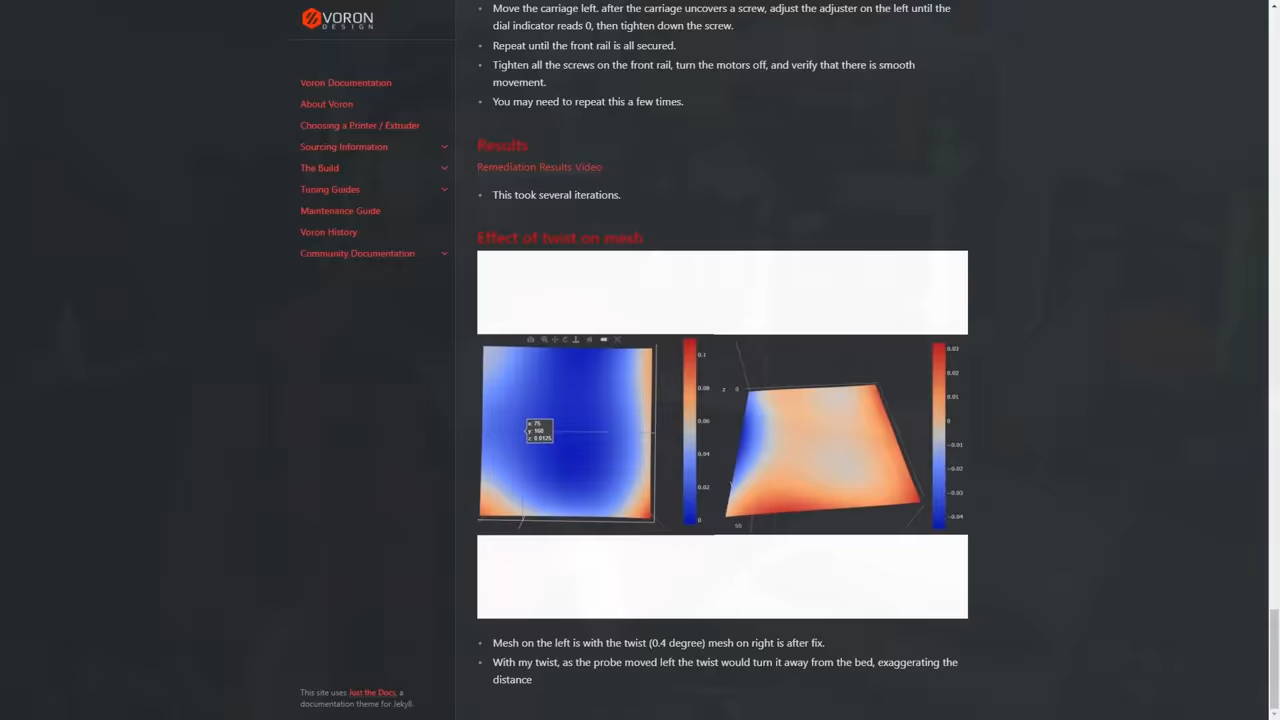 VORON
DESIGN
Voron Documentation
About Voron
Choosing a Printer / Extruder
Sourcing Information
The Build
Tuning Guides
Maintenance Guide
Voron History
Community Documentation
This site uses Just the Docs, a
documentation theme for Jekyll.
Move the carriage left. after the carriage uncovers a screw, adjust the adjuster on the left until the
dial indicator reads 0, then tighten down the screw.
Repeat until the front rail is all secured.
Tighten all the screws on the front rail, turn the motors off, and verify that there is smooth
movement.
You may need to repeat this a few times.
Results
Remediation Results Video
This took several iterations.
Effect of twist on mesh
x: 75
y: 160
z: 0.0125
0.1
0.08
0.06
0.04
0.02
0
z 0
50
0.03
0.02
0.01
0
−0.01
−0.02
−0.03
−0.04
Mesh on the left is with the twist (0.4 degree) mesh on right is after fix.
With my twist, as the probe moved left the twist would turn it away from the bed, exaggerating the
distance